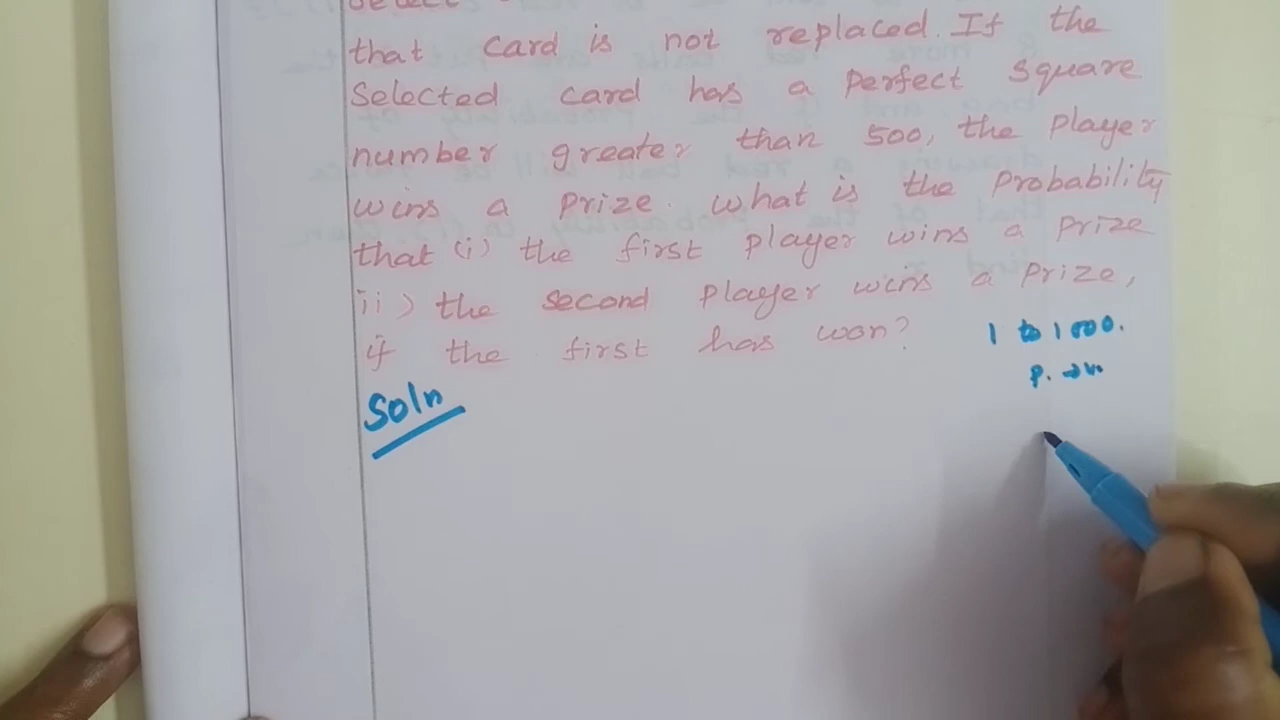 Select
that card is not replaced. If the
selected card has a perfect square
number greater than 500, the player
wins a prize. what is the probability
that (i) the first player wins a prize
ii) the second player wins a prize,
if the first has won?
1 to 1000.
Soln